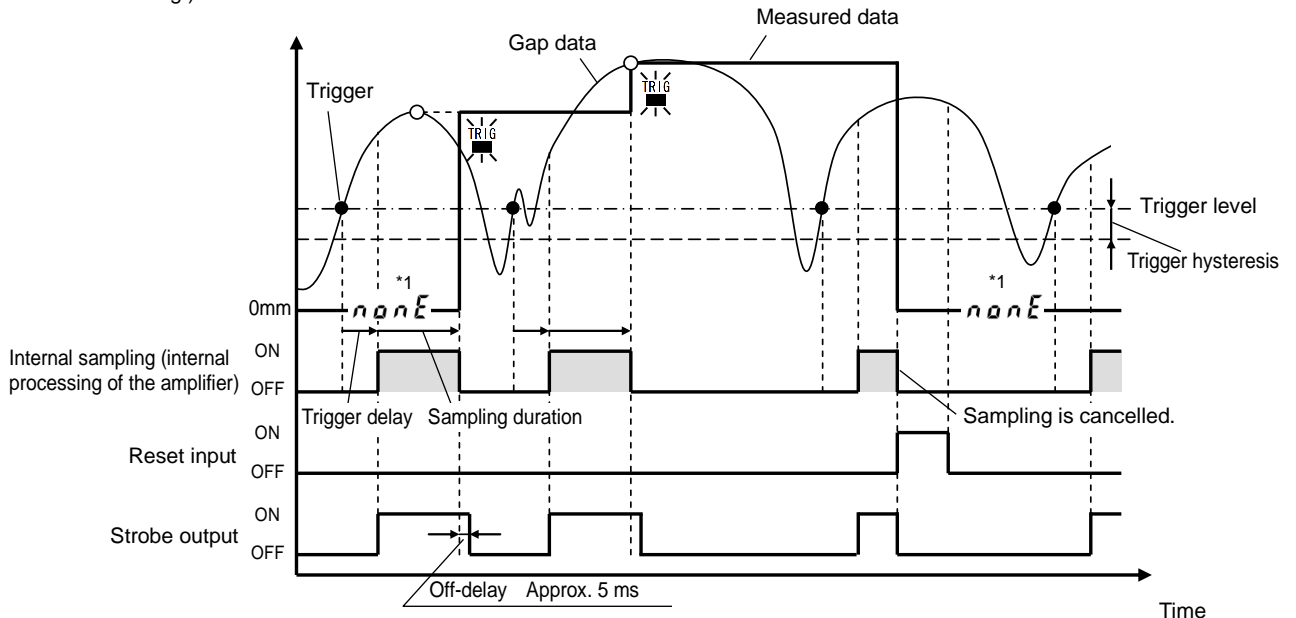 Measured data
Gap data
Trigger
TRIG
TRIG
Trigger level
Trigger hysteresis
*1
nonE
*1
nonE
0mm
Internal sampling (internal
processing of the amplifier)
ON
OFF
Trigger delay
Sampling duration
Sampling is cancelled.
Reset input
ON
OFF
Strobe output
ON
OFF
Off-delay Approx. 5 ms
Time